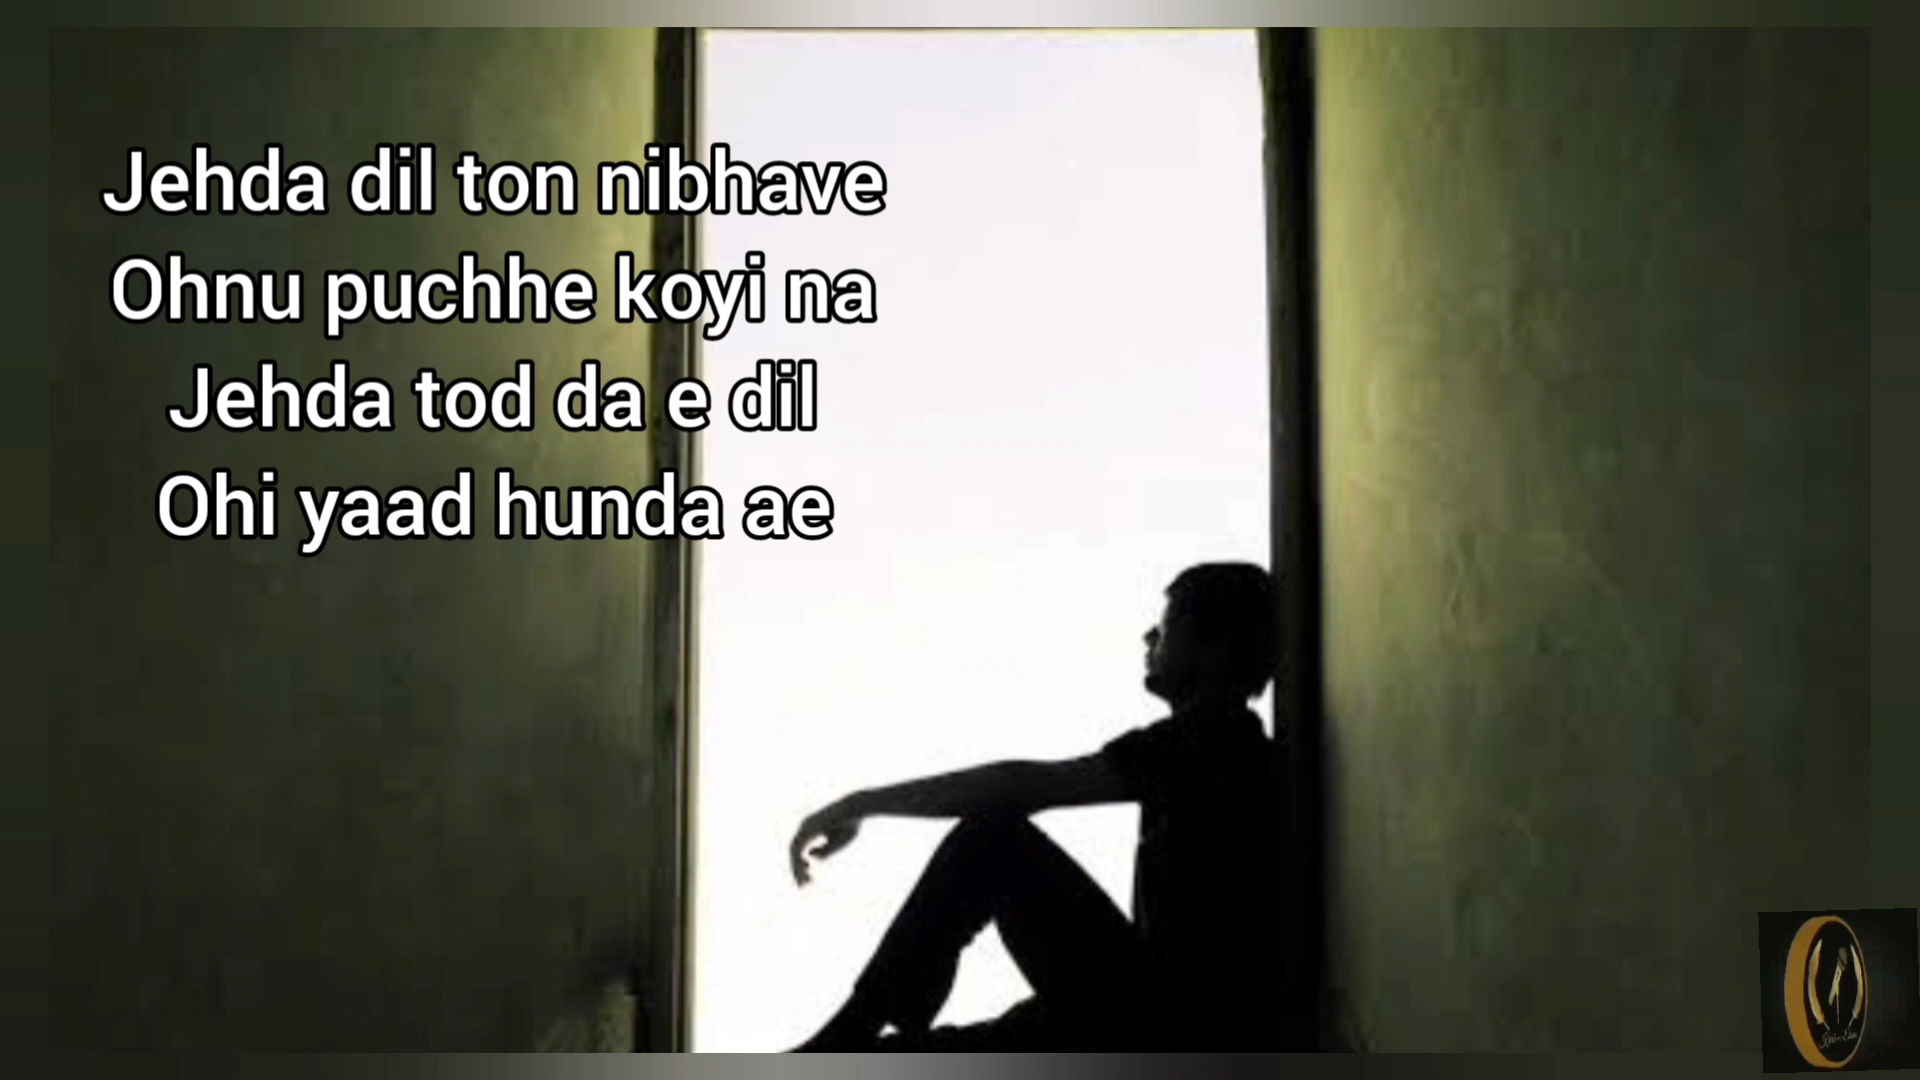 Jehda dil ton nibhave
Ohnu puchhe koyi na
Jehda tod da e dil
Ohi yaad hunda ae